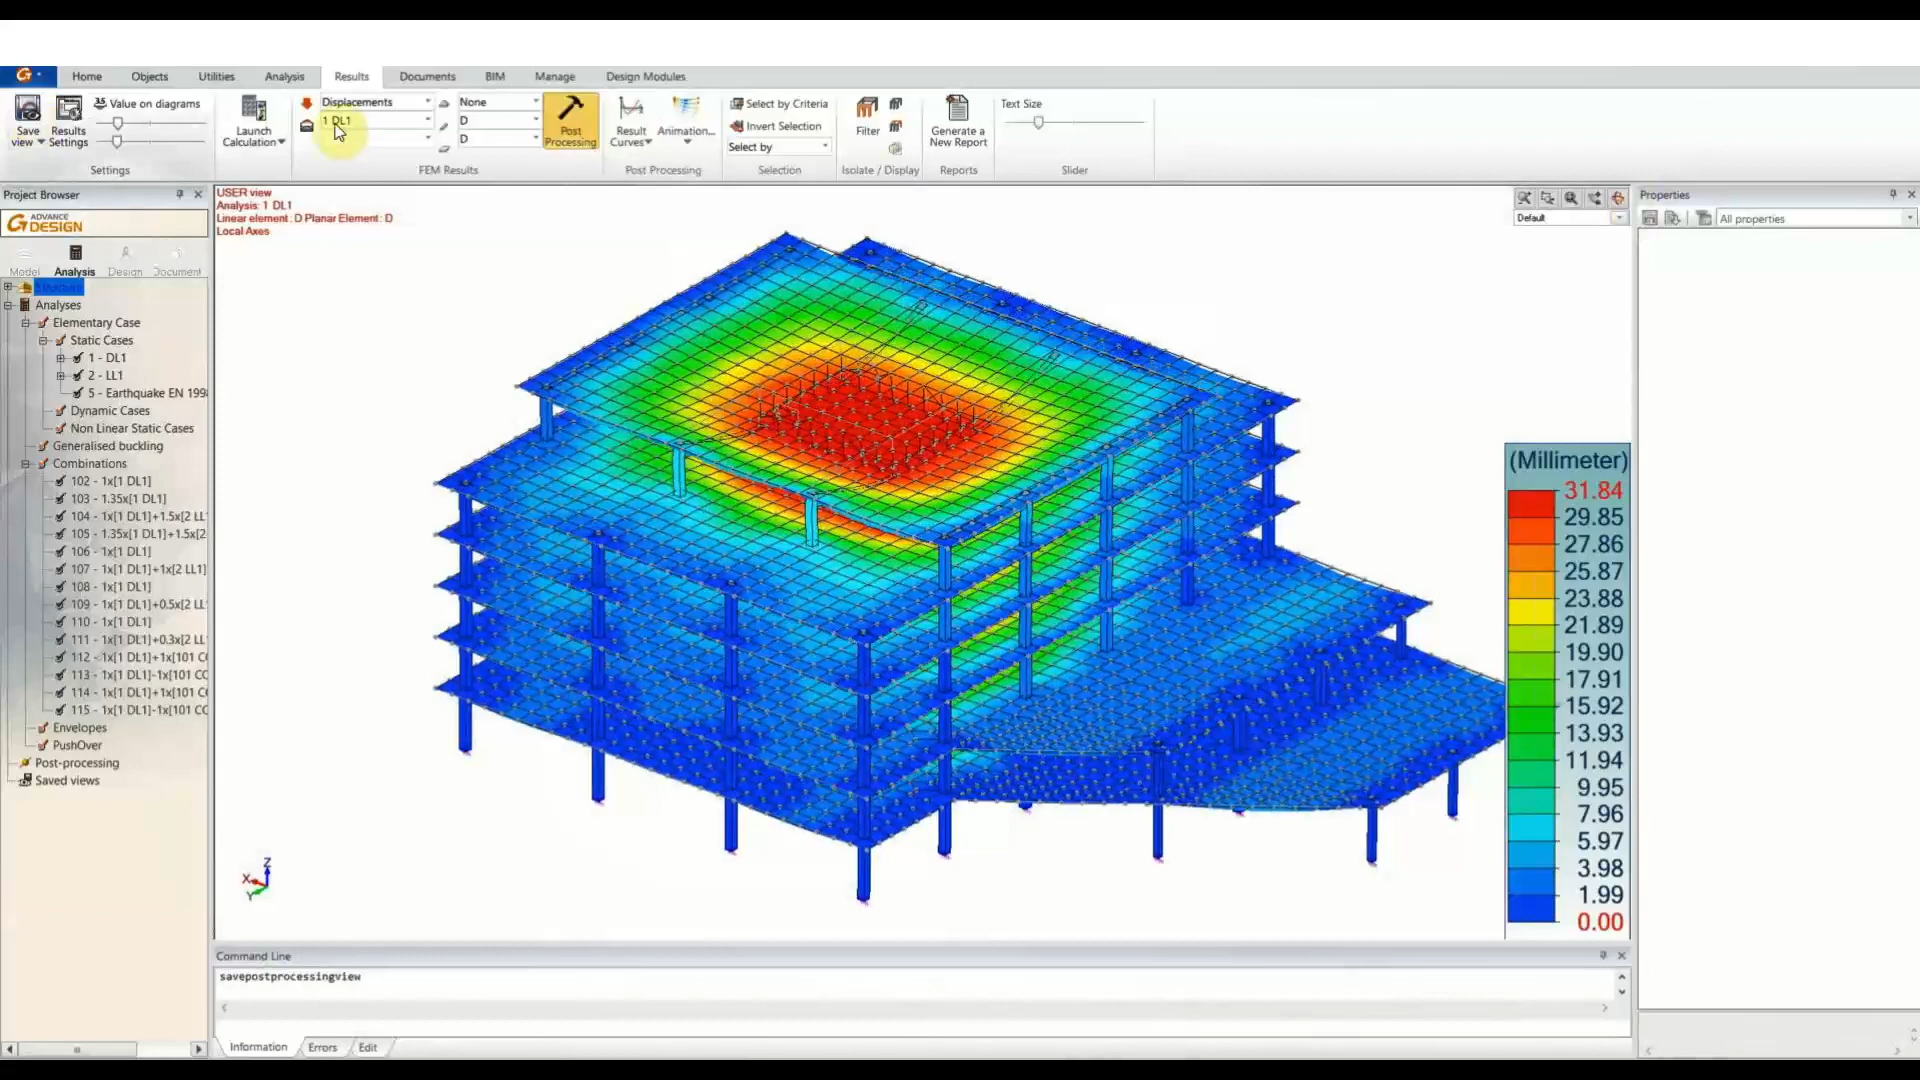 Home Objects Utilities Analysis Results Documents BIM Manage Design Modules
Save view
Results Settings
35 Value on diagrams
Settings
Launch Calculation
Displacements
1 DL1
None
D
D
FEM Results
Post Processing
Result Curves
Animation...
Post Processing
Select by Criteria
Invert Selection
Select by
Selection
Filter
Isolate / Display
Generate a New Report
Reports
Text Size
Slider
Project Browser
ADVANCE
DESIGN
Model Analysis Design Document
Analyses
Elementary Case
Static Cases
1 - DL1
2 - LL1
5 - Earthquake EN 199
Dynamic Cases
Non Linear Static Cases
Generalised buckling
Combinations
102 - 1x[1 DL1]
103 - 1.35x[1 DL1]
104 - 1x[1 DL1]+1.5x[2 LL
105 - 1.35x[1 DL1]+1.5x[2
106 - 1x[1 DL1]
107 - 1x[1 DL1]+1x[2 LL1]
108 - 1x[1 DL1]
109 - 1x[1 DL1]+0.5x[2 LL
110 - 1x[1 DL1]
111 - 1x[1 DL1]+0.3x[2 LL
112 - 1x[1 DL1]+1x[101 C
113 - 1x[1 DL1]-1x[101 CC
114 - 1x[1 DL1]+1x[101 C
115 - 1x[1 DL1]-1x[101 CC
Envelopes
PushOver
Post-processing
Saved views
USER view
Analysis: 1 DL1
Linear element : D Planar Element : D
Local Axes
Default
Z
X
Y
(Millimeter)
31.84
29.85
27.86
25.87
23.88
21.89
19.90
17.91
15.92
13.93
11.94
9.95
7.96
5.97
3.98
1.99
0.00
Properties
All properties
Command Line
savepostprocessingview
Information Errors Edit